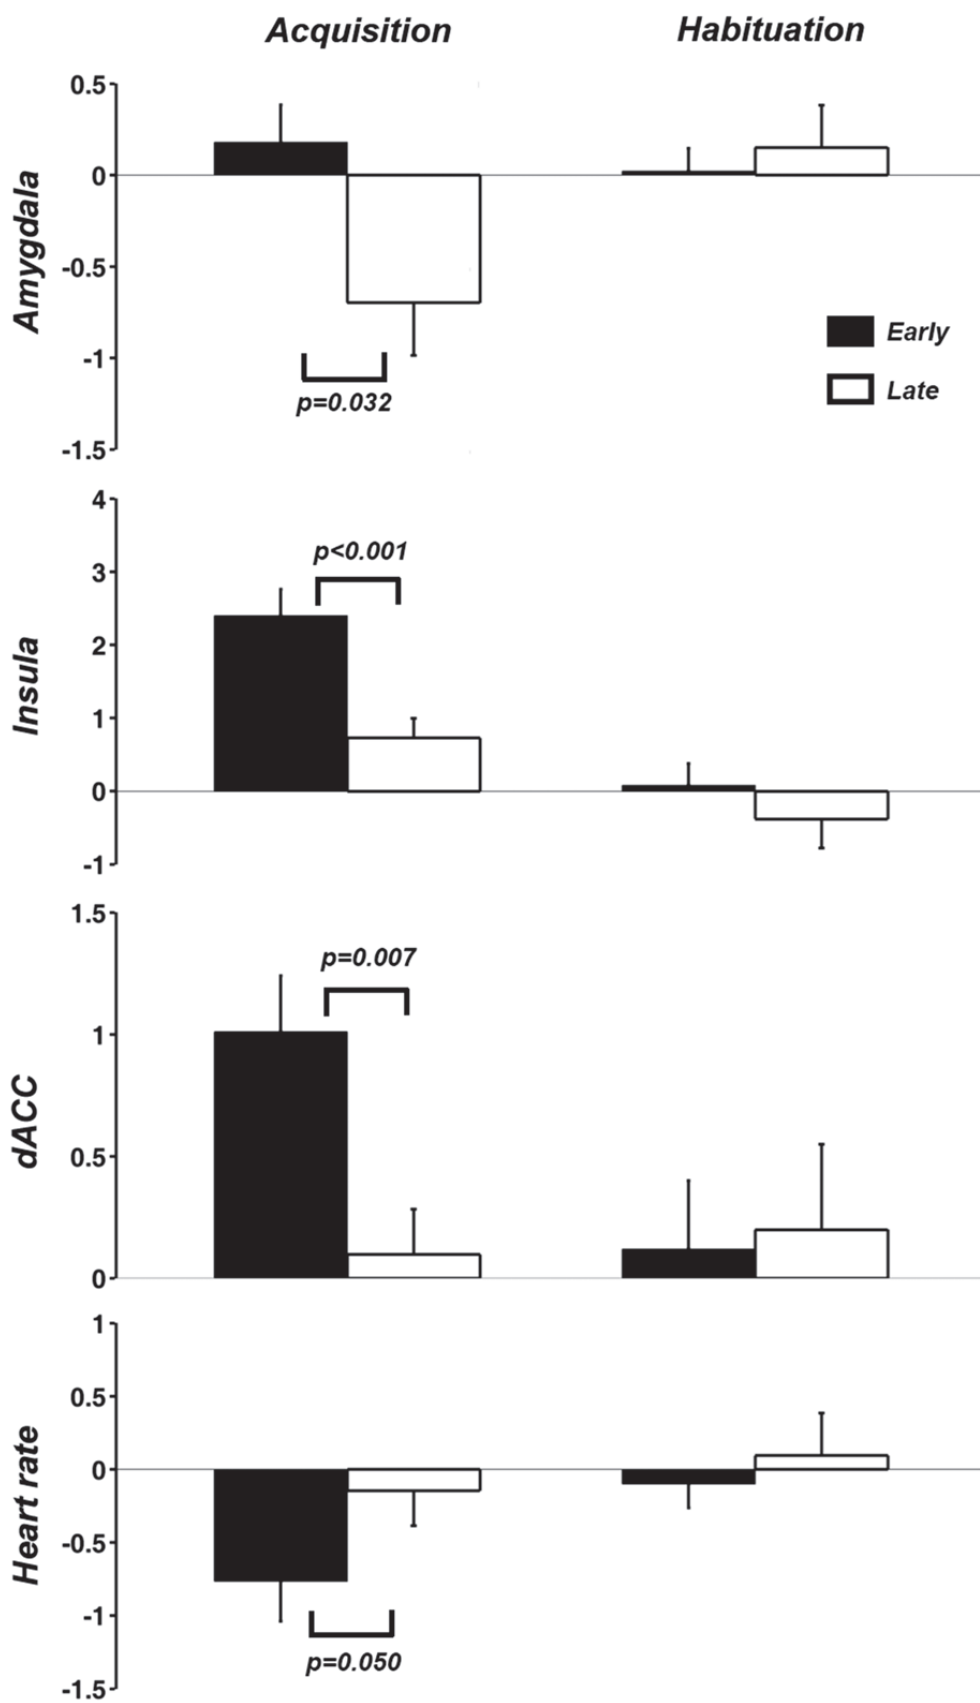 Acquisition Habituation
Amygdala
0.5
0
-0.5
-1
-1.5
p=0.032
Early
Late
Insula
4
3
2
1
0
-1
p<0.001
dACC
1.5
1
0.5
0
p=0.007
Heart rate
1
0.5
0
-0.5
-1
-1.5
p=0.050